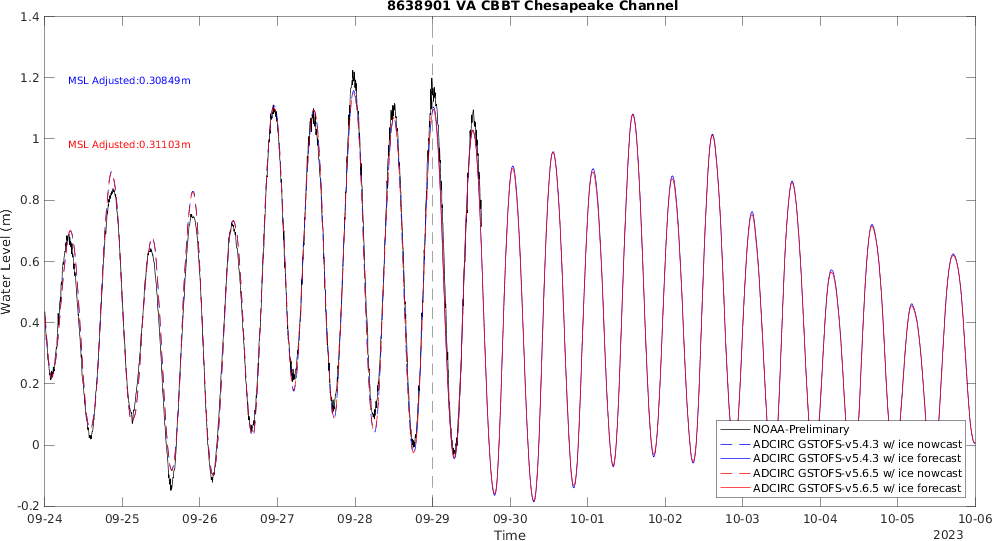 8638901 VA CBBT Chesapeake Channel
1.4
1.2
1
0.8
0.6
0.4
0.2
0
-0.2
Water Level (m)
MSL Adjusted:0.30849m
MSL Adjusted:0.31103m
NOAA-Preliminary
ADCIRC GSTOFS-v5.4.3 w/ ice nowcast
ADCIRC GSTOFS-v5.4.3 w/ ice forecast
ADCIRC GSTOFS-v5.6.5 w/ ice nowcast
ADCIRC GSTOFS-v5.6.5 w/ ice forecast
09-24 09-25 09-26 09-27 09-28 09-29 09-30 10-01 10-02 10-03 10-04 10-05 10-06
Time
2023